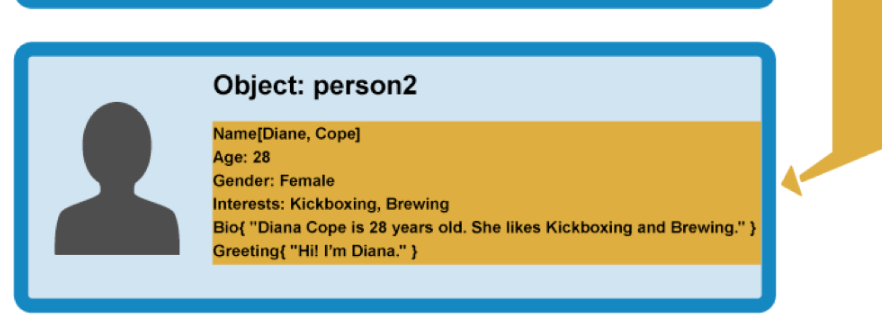 Object: person2
Name[Diane, Cope]
Age: 28
Gender: Female
Interests: Kickboxing, Brewing
Bio{ "Diana Cope is 28 years old. She likes Kickboxing and Brewing." }
Greeting{ "Hi! I'm Diana." }